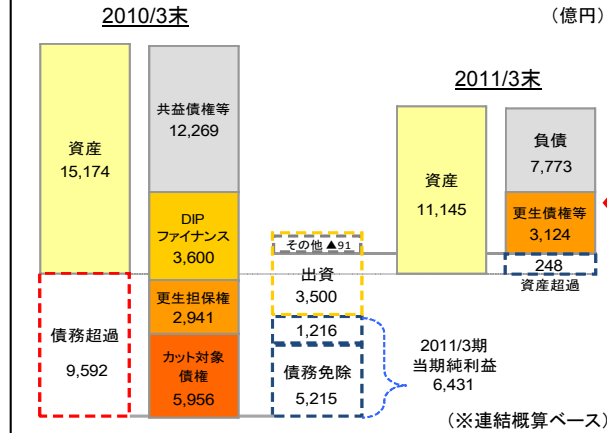 2010/3末
(億円)
資産
15,174
共益債権等
12,269
DIP
ファイナンス
3,600
更生担保権
2,941
カット対象
債権
5,956
債務超過
9,592
その他 ▲91
出資
3,500
1,216
債務免除
5,215
2011/3期
当期純利益
6,431
2011/3末
資産
11,145
負債
7,773
更生債権等
3,124
248
資産超過
(※連結概算ベース)